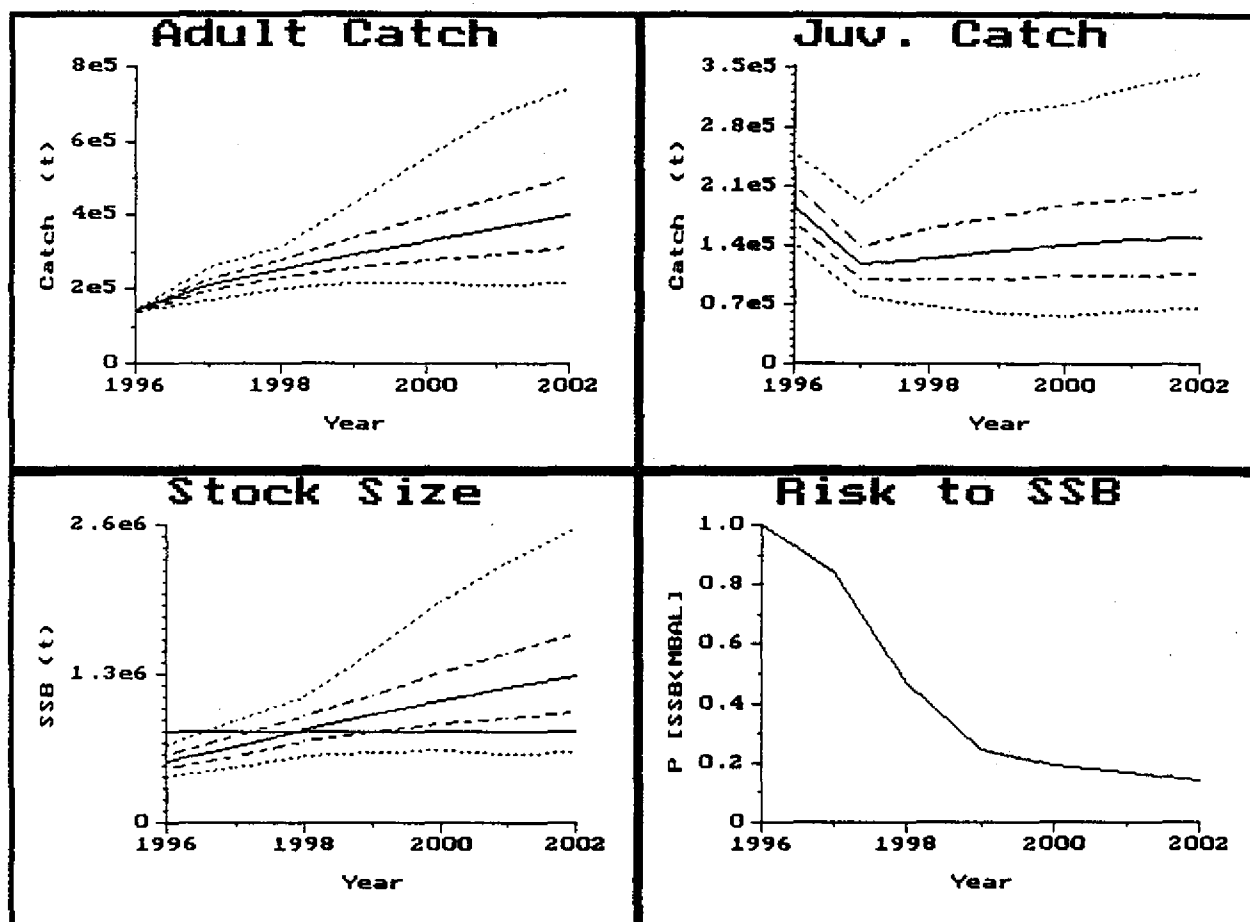 Adult Catch
8e5
6e5
4e5
2e5
0
Catch (t)
1996 1998 2000 2002
Year
Juv. Catch
3.5e5
2.8e5
2.1e5
1.4e5
0.7e5
0
Catch (t)
1996 1998 2000 2002
Year
Stock Size
2.6e6
1.3e6
0
SSB (t)
1996 1998 2000 2002
Year
Risk to SSB
1.0
0.8
0.6
0.4
0.2
0
P [SSB<MBAL]
1996 1998 2000 2002
Year